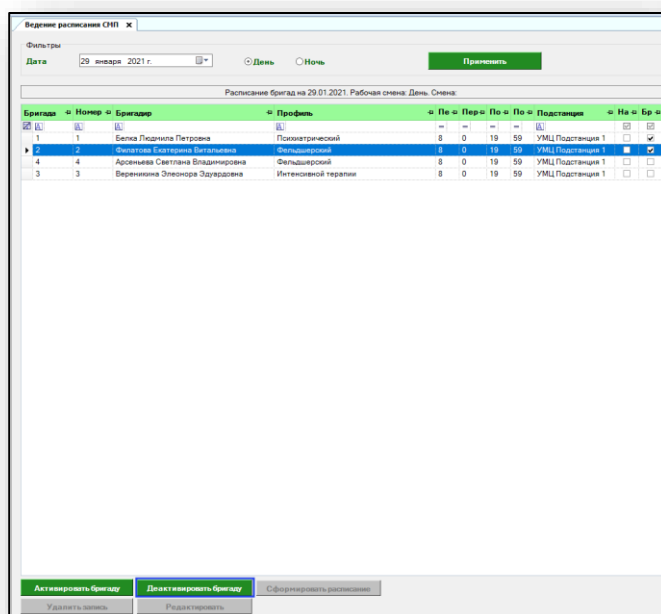 Ведение расписания СМП X
Фильтры
Дата 29 января 2021 г. День Ночь Применить
Расписание бригад на 29.01.2021. Рабочая смена: День. Смена:
Бригада Номер Бригадир Профиль Пе Пер По По Подстанция На Бр
1 1 Белка Людмила Петровна Психиатрический 8 0 19 59 УМЦ Подстанция 1
2 2 Филатова Екатерина Витальевна Фельдшерский 8 0 19 59 УМЦ Подстанция 1
4 4 Арсеньева Светлана Владимировна Фельдшерский 8 0 19 59 УМЦ Подстанция 1
3 3 Вереникина Элеонора Эдуардовна Интенсивной терапии 8 0 19 59 УМЦ Подстанция 1
Активировать бригаду Деактивировать бригаду Сформировать расписание
Удалить запись Редактировать